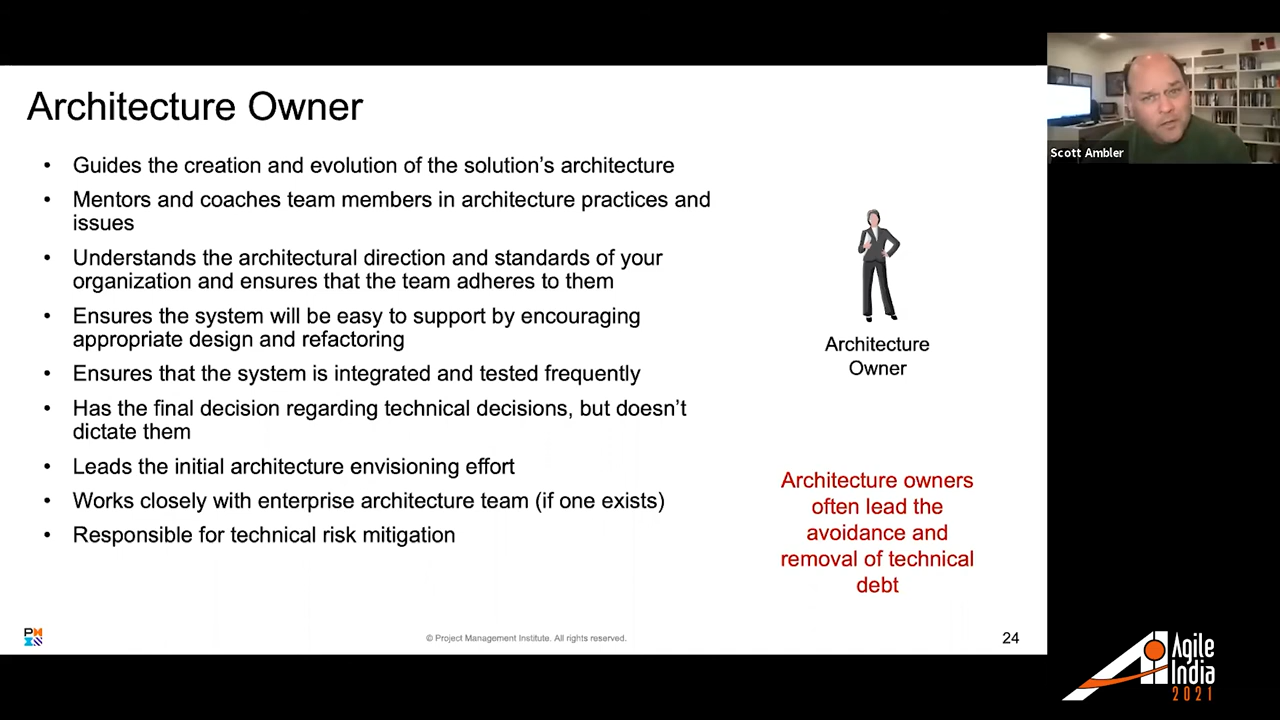 Architecture Owner
• Guides the creation and evolution of the solution's architecture
• Mentors and coaches team members in architecture practices and
issues
• Understands the architectural direction and standards of your
organization and ensures that the team adheres to them
• Ensures the system will be easy to support by encouraging
appropriate design and refactoring
• Ensures that the system is integrated and tested frequently
• Has the final decision regarding technical decisions, but doesn't
dictate them
• Leads the initial architecture envisioning effort
• Works closely with enterprise architecture team (if one exists)
• Responsible for technical risk mitigation
Architecture
Owner
Architecture owners
often lead the
avoidance and
removal of technical
debt
© Project Management Institute. All rights reserved.
24
Scott Ambler
Agile
India
2021